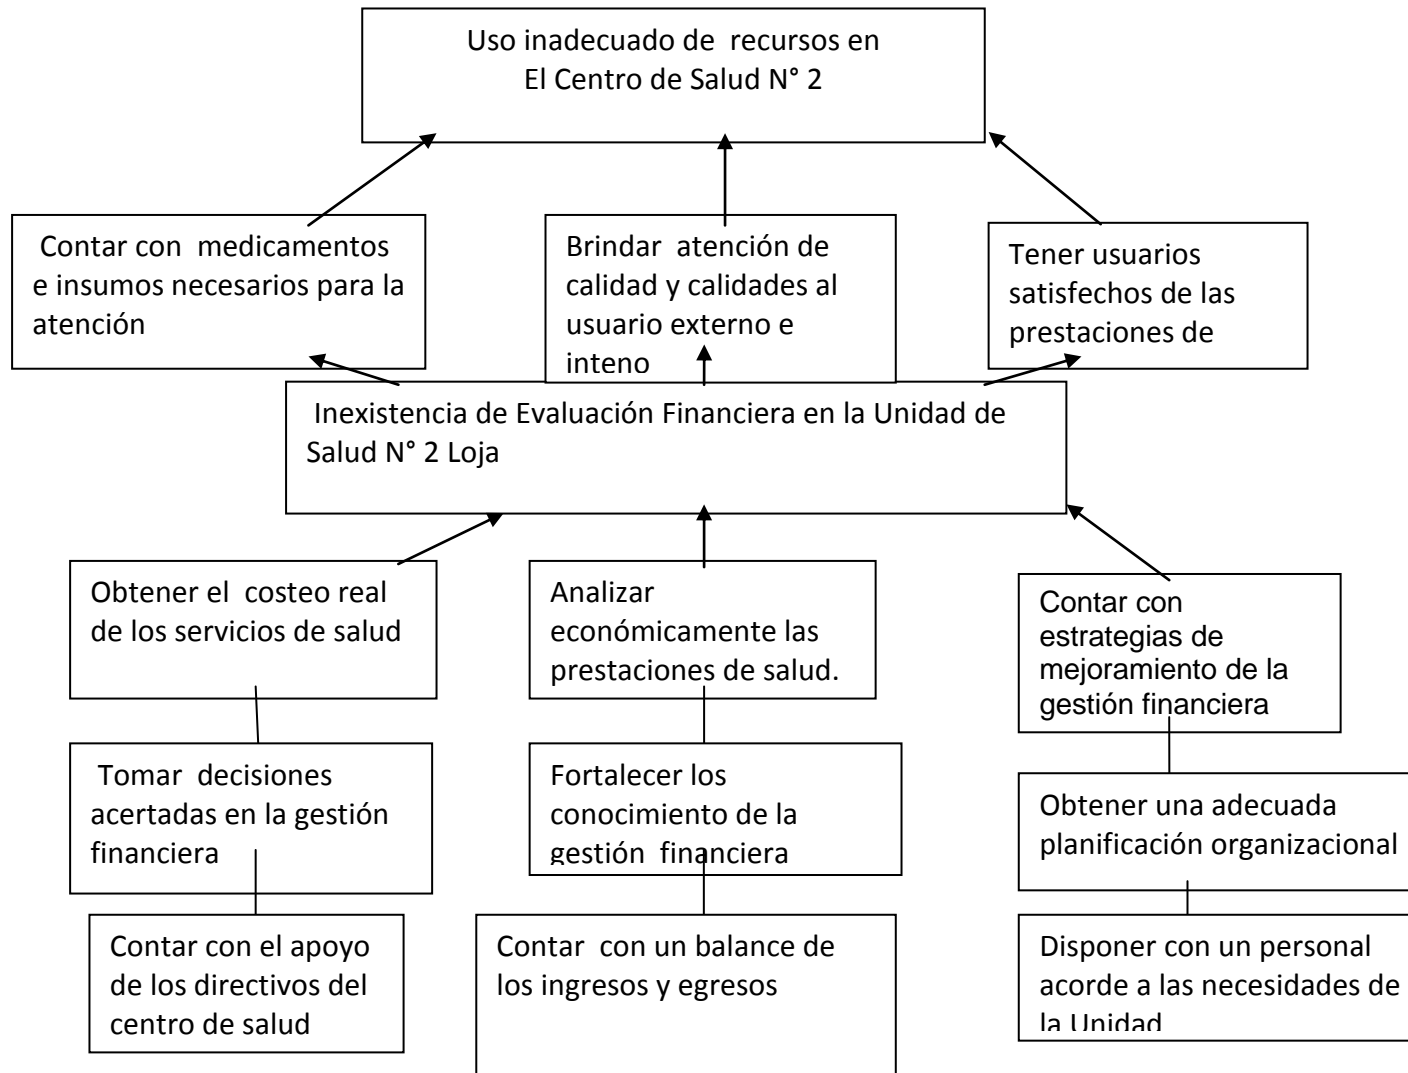 Uso inadecuado de recursos en
El Centro de Salud N° 2
Contar con medicamentos
e insumos necesarios para la
atención
Brindar atención de
calidad y calidades al
usuario externo e
inteno
Tener usuarios
satisfechos de las
prestaciones de
Inexistencia de Evaluación Financiera en la Unidad de
Salud N° 2 Loja
Obtener el costeo real
de los servicios de salud
Analizar
económicamente las
prestaciones de salud.
Contar con
estrategias de
mejoramiento de la
gestión financiera
Tomar decisiones
acertadas en la gestión
financiera
Fortalecer los
conocimiento de la
gestión financiera
Obtener una adecuada
planificación organizacional
Contar con el apoyo
de los directivos del
centro de salud
Contar con un balance de
los ingresos y egresos
Disponer con un personal
acorde a las necesidades de
la Unidad